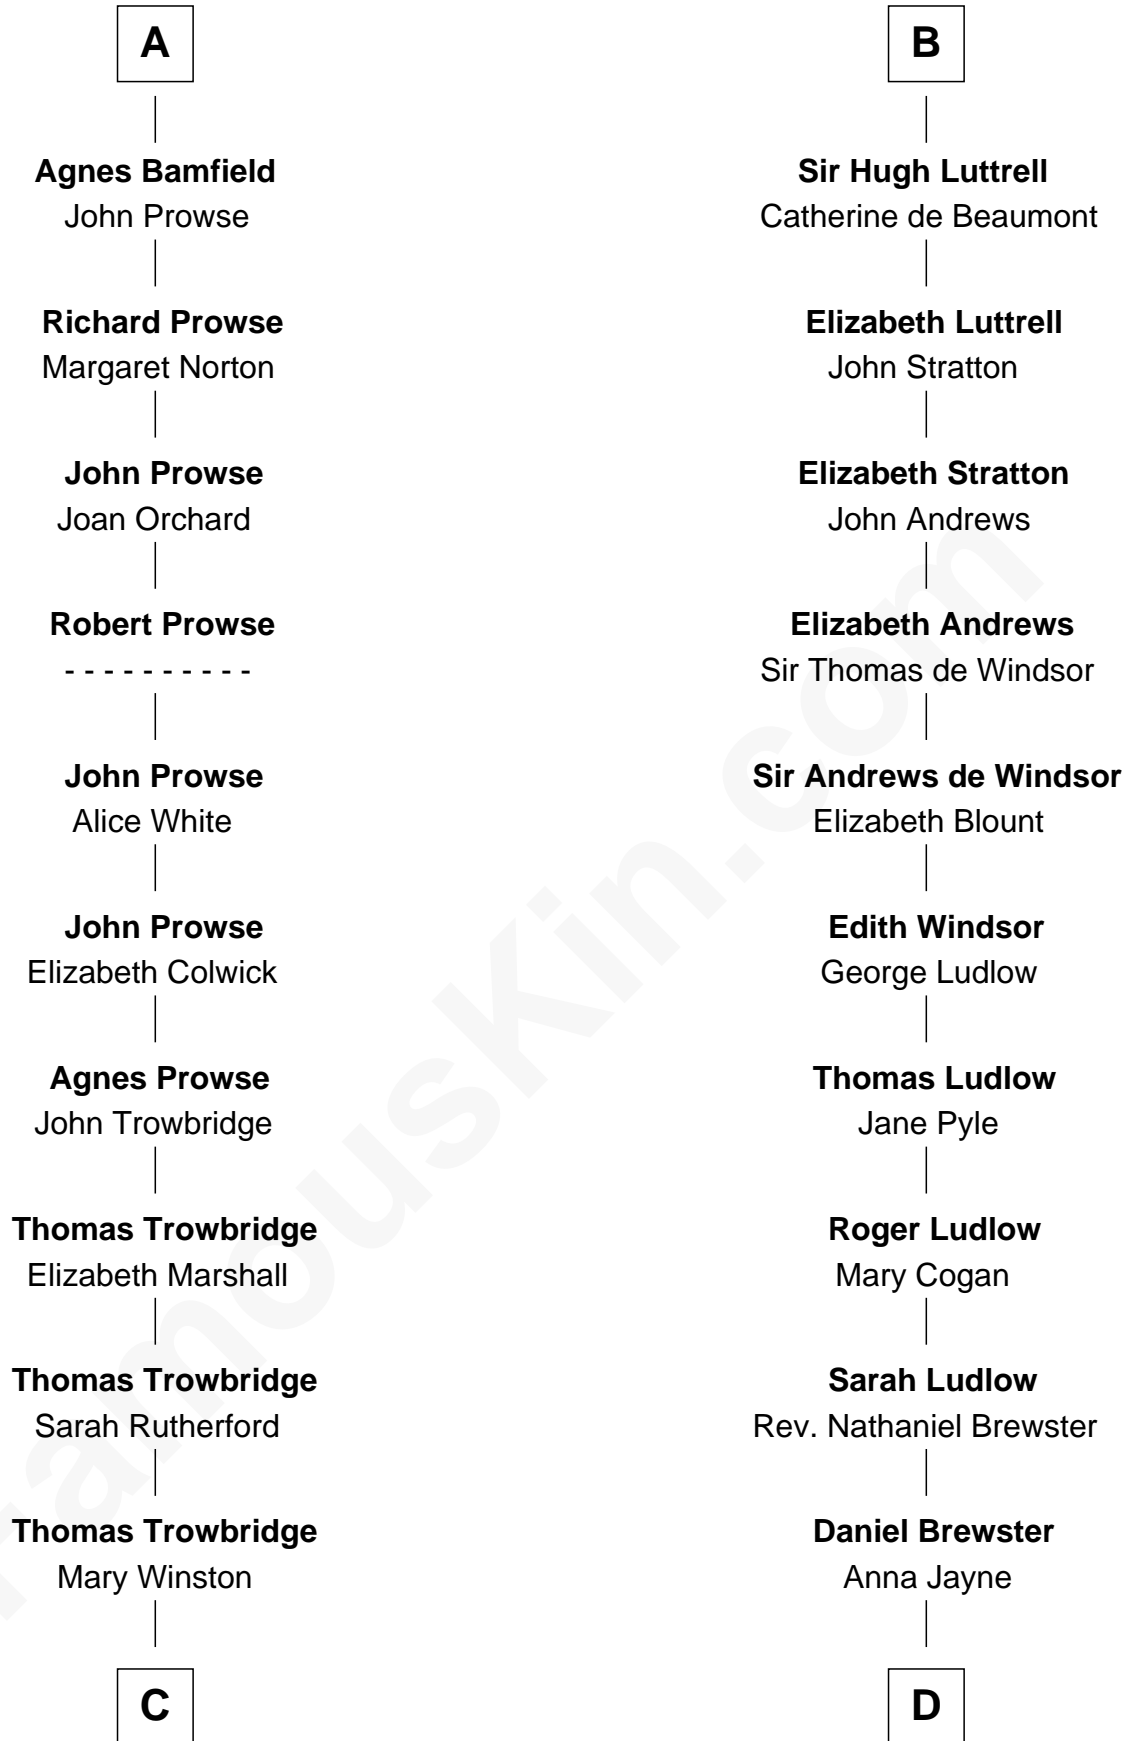 A
Agnes Bamfield
John Prowse
Richard Prowse
Margaret Norton
John Prowse
Joan Orchard
Robert Prowse
- - - - - - - - - -
John Prowse
Alice White
John Prowse
Elizabeth Colwick
Agnes Prowse
John Trowbridge
Thomas Trowbridge
Elizabeth Marshall
Thomas Trowbridge
Sarah Rutherford
Thomas Trowbridge
Mary Winston
C
B
Sir Hugh Luttrell
Catherine de Beaumont
Elizabeth Luttrell
John Stratton
Elizabeth Stratton
John Andrews
Elizabeth Andrews
Sir Thomas de Windsor
Sir Andrews de Windsor
Elizabeth Blount
Edith Windsor
George Ludlow
Thomas Ludlow
Jane Pyle
Roger Ludlow
Mary Cogan
Sarah Ludlow
Rev. Nathaniel Brewster
Daniel Brewster
Anna Jayne
D
FamousKin.com